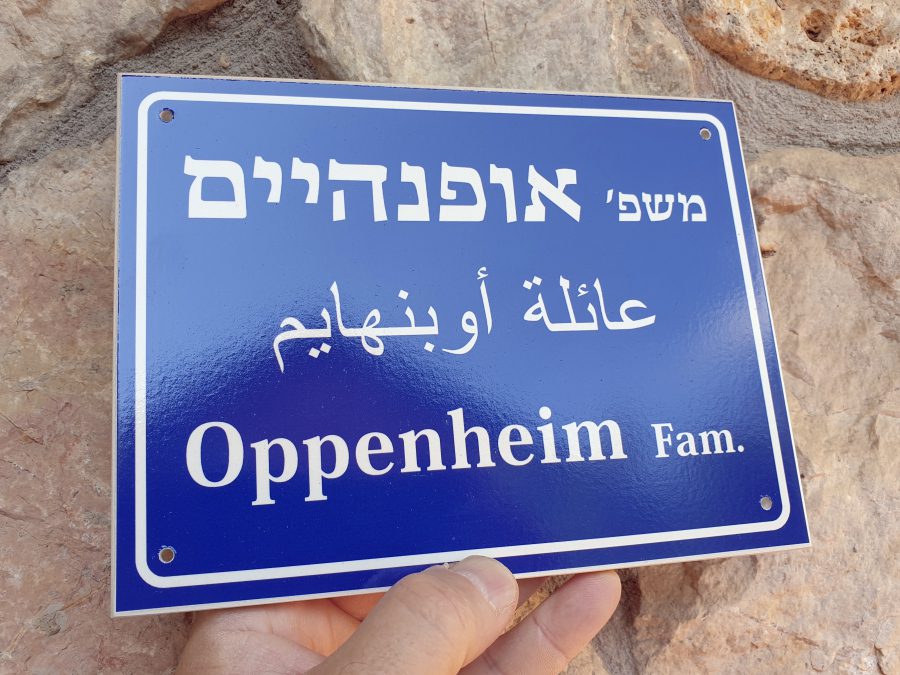 משפ' אופנהיים
عائلة أوبنهايم
Oppenheim Fam.